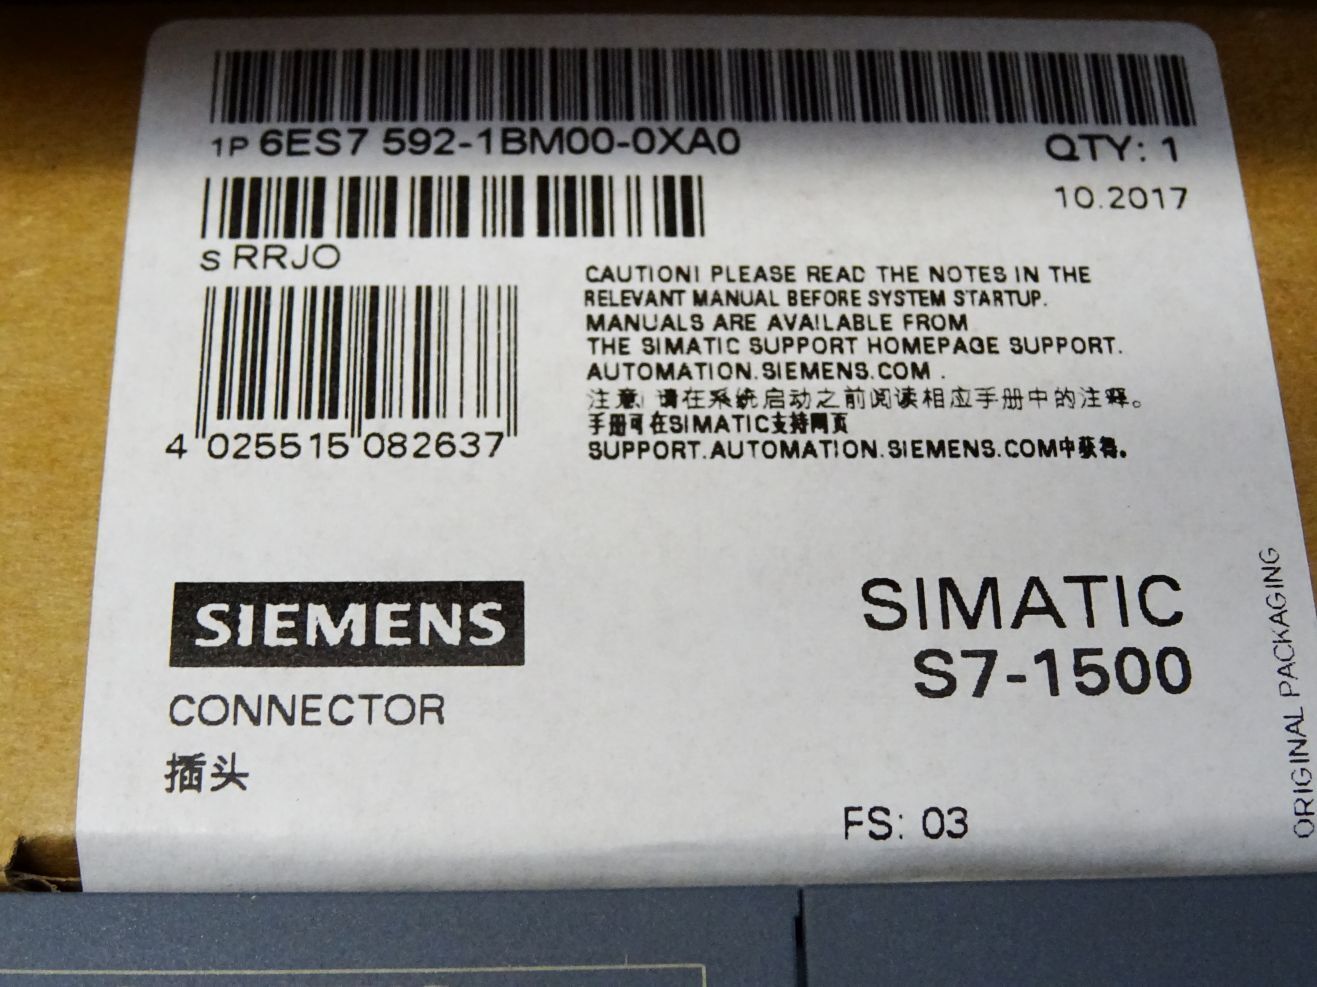 1P 6ES7 592-1BM00-0XA0
QTY: 1
10.2017
S RRJO
CAUTION! PLEASE READ THE NOTES IN THE
RELEVANT MANUAL BEFORE SYSTEM STARTUP.
MANUALS ARE AVAILABLE FROM
THE SIMATIC SUPPORT HOMEPAGE SUPPORT.
AUTOMATION.SIEMENS.COM .
注意! 请在系统启动之前阅读相应手册中的注释。
手册可在SIMATIC支持网页
SUPPORT.AUTOMATION.SIEMENS.COM中获得。
4 025515 082637
SIEMENS
SIMATIC
S7-1500
CONNECTOR
插头
FS: 03
ORIGINAL PACKAGING